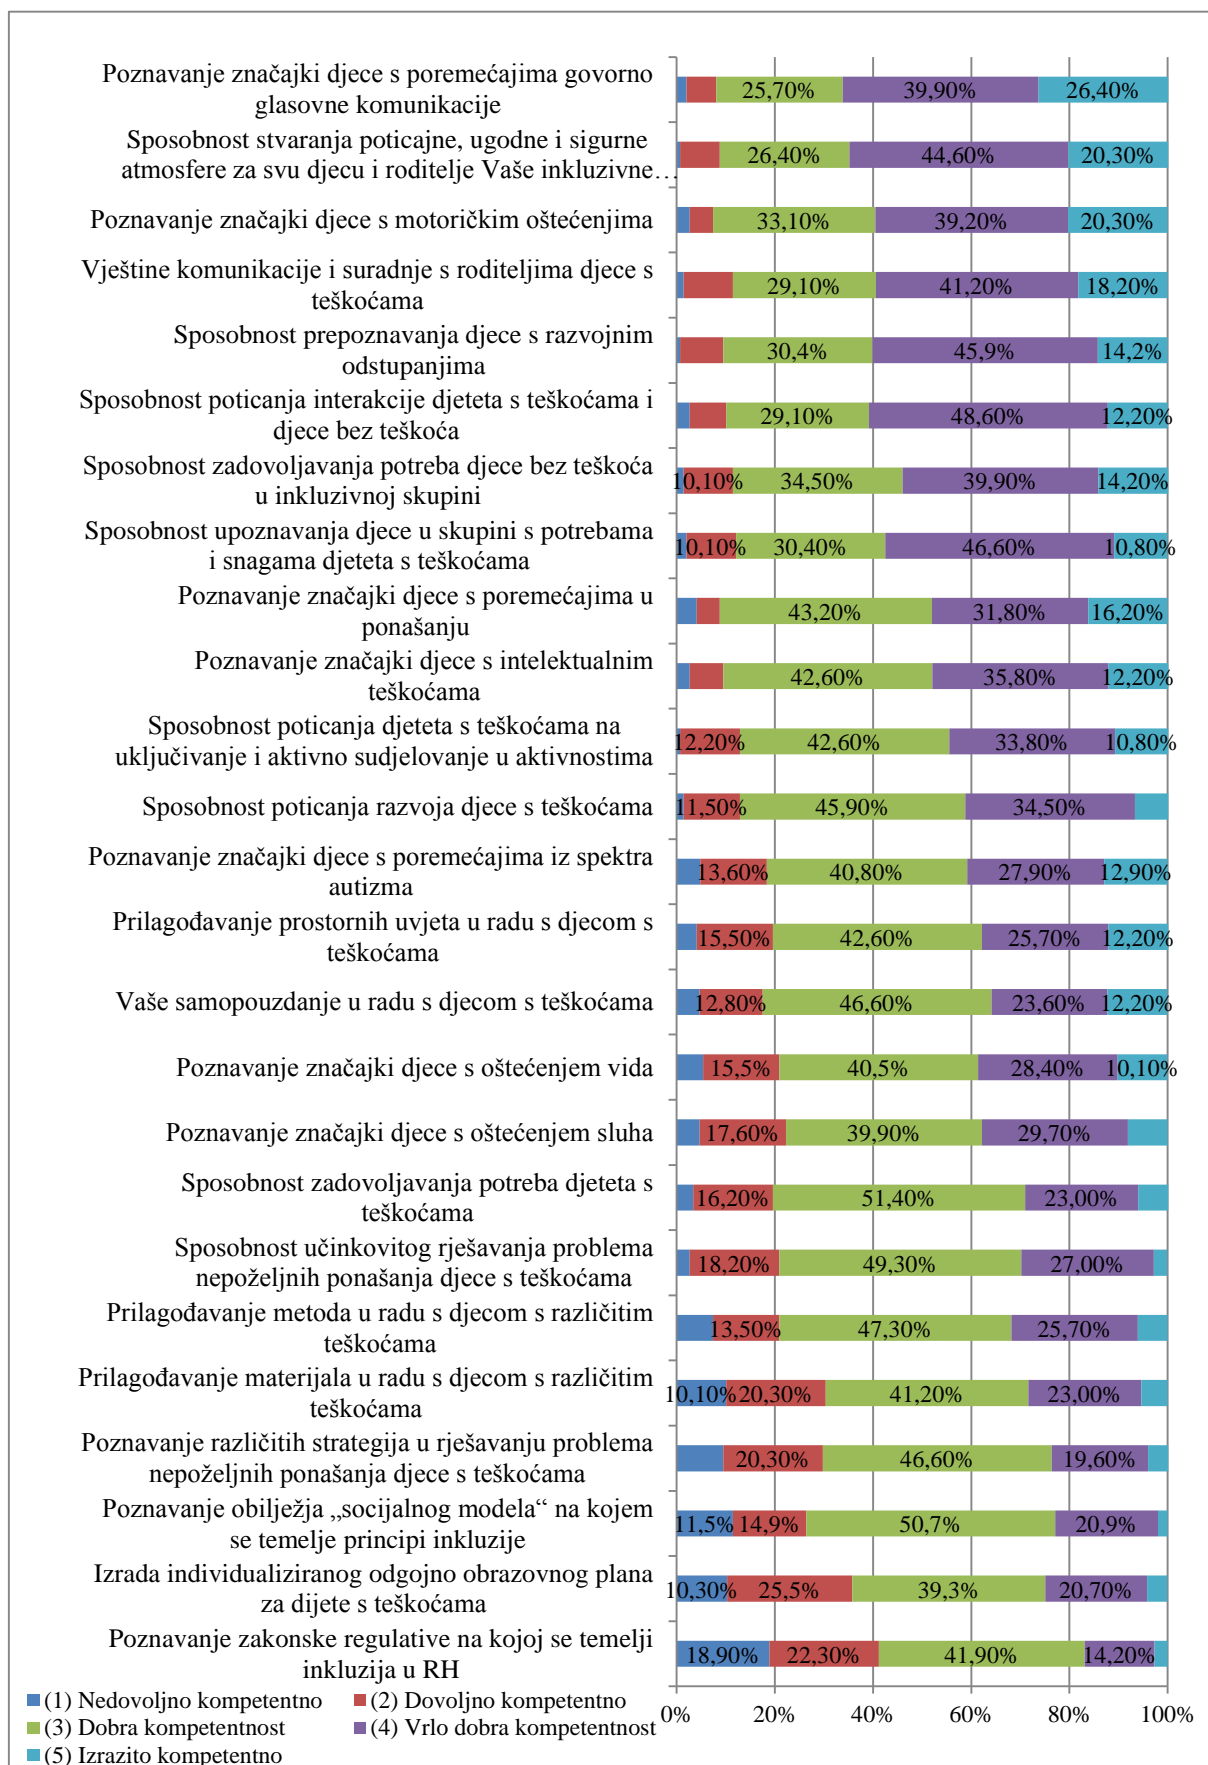 Poznavanje značajki djece s poremećajima govorno
glasovne komunikacije
25,70% 39,90% 26,40%
Sposobnost stvaranja poticajne, ugodne i sigurne
atmosfere za svu djecu i roditelje Vaše inkluzivne…
26,40% 44,60% 20,30%
Poznavanje značajki djece s motoričkim oštećenjima
33,10% 39,20% 20,30%
Vještine komunikacije i suradnje s roditeljima djece s
teškoćama
29,10% 41,20% 18,20%
Sposobnost prepoznavanja djece s razvojnim
odstupanjima
30,4% 45,9% 14,2%
Sposobnost poticanja interakcije djeteta s teškoćama i
djece bez teškoća
29,10% 48,60% 12,20%
Sposobnost zadovoljavanja potreba djece bez teškoća
u inkluzivnoj skupini
10,10% 34,50% 39,90% 14,20%
Sposobnost upoznavanja djece u skupini s potrebama
i snagama djeteta s teškoćama
10,10% 30,40% 46,60% 10,80%
Poznavanje značajki djece s poremećajima u
ponašanju
43,20% 31,80% 16,20%
Poznavanje značajki djece s intelektualnim
teškoćama
42,60% 35,80% 12,20%
Sposobnost poticanja djeteta s teškoćama na
uključivanje i aktivno sudjelovanje u aktivnostima
12,20% 42,60% 33,80% 10,80%
Sposobnost poticanja razvoja djece s teškoćama
11,50% 45,90% 34,50%
Poznavanje značajki djece s poremećajima iz spektra
autizma
13,60% 40,80% 27,90% 12,90%
Prilagođavanje prostornih uvjeta u radu s djecom s
teškoćama
15,50% 42,60% 25,70% 12,20%
Vaše samopouzdanje u radu s djecom s teškoćama
12,80% 46,60% 23,60% 12,20%
Poznavanje značajki djece s oštećenjem vida
15,5% 40,5% 28,40% 10,10%
Poznavanje značajki djece s oštećenjem sluha
17,60% 39,90% 29,70%
Sposobnost zadovoljavanja potreba djeteta s
teškoćama
16,20% 51,40% 23,00%
Sposobnost učinkovitog rješavanja problema
nepoželjnih ponašanja djece s teškoćama
18,20% 49,30% 27,00%
Prilagođavanje metoda u radu s djecom s različitim
teškoćama
13,50% 47,30% 25,70%
Prilagođavanje materijala u radu s djecom s različitim
teškoćama
10,10% 20,30% 41,20% 23,00%
Poznavanje različitih strategija u rješavanju problema
nepoželjnih ponašanja djece s teškoćama
20,30% 46,60% 19,60%
Poznavanje obilježja „socijalnog modela“ na kojem
se temelje principi inkluzije
11,5% 14,9% 50,7% 20,9%
Izrada individualiziranog odgojno obrazovnog plana
za dijete s teškoćama
10,30% 25,5% 39,3% 20,70%
Poznavanje zakonske regulative na kojoj se temelji
inkluzija u RH
18,90% 22,30% 41,90% 14,20%
0% 20% 40% 60% 80% 100%
(1) Nedovoljno kompetentno (2) Dovoljno kompetentno
(3) Dobra kompetentnost (4) Vrlo dobra kompetentnost
(5) Izrazito kompetentno